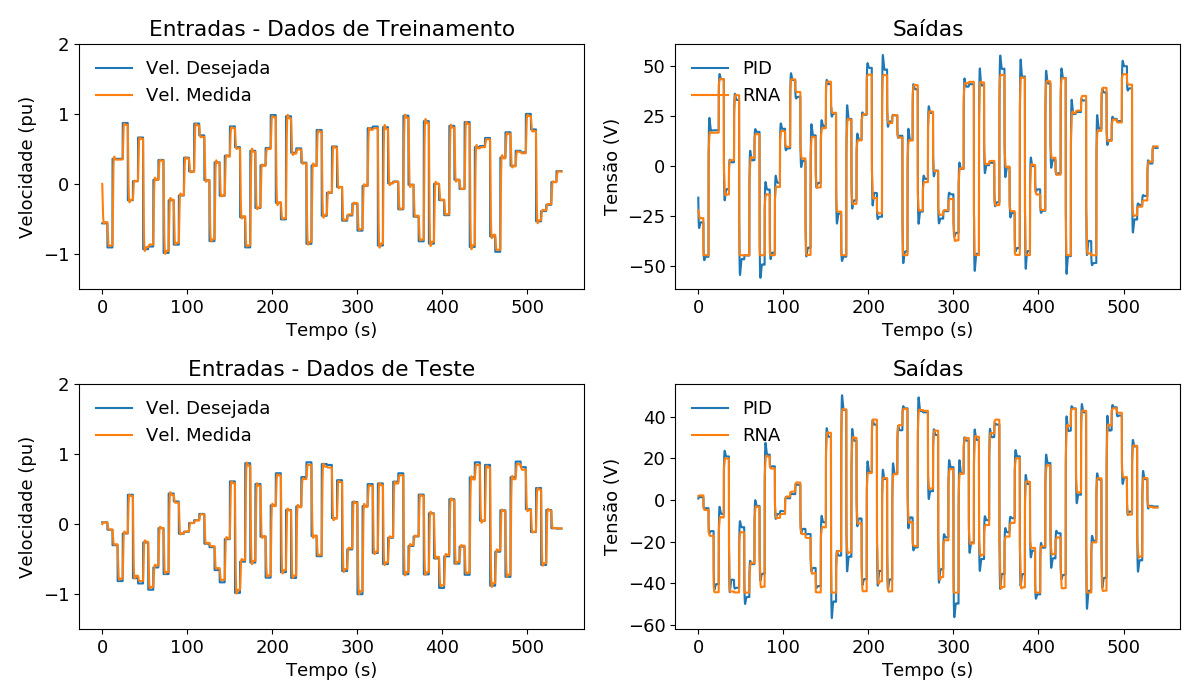 Entradas - Dados de Treinamento
Velocidade (pu)
2
1
0
−1
Vel. Desejada
Vel. Medida
0 100 200 300 400 500
Tempo (s)
Saídas
Tensão (V)
50
25
0
−25
−50
PID
RNA
0 100 200 300 400 500
Tempo (s)
Entradas - Dados de Teste
Velocidade (pu)
2
1
0
−1
Vel. Desejada
Vel. Medida
0 100 200 300 400 500
Tempo (s)
Saídas
Tensão (V)
40
20
0
−20
−40
−60
PID
RNA
0 100 200 300 400 500
Tempo (s)